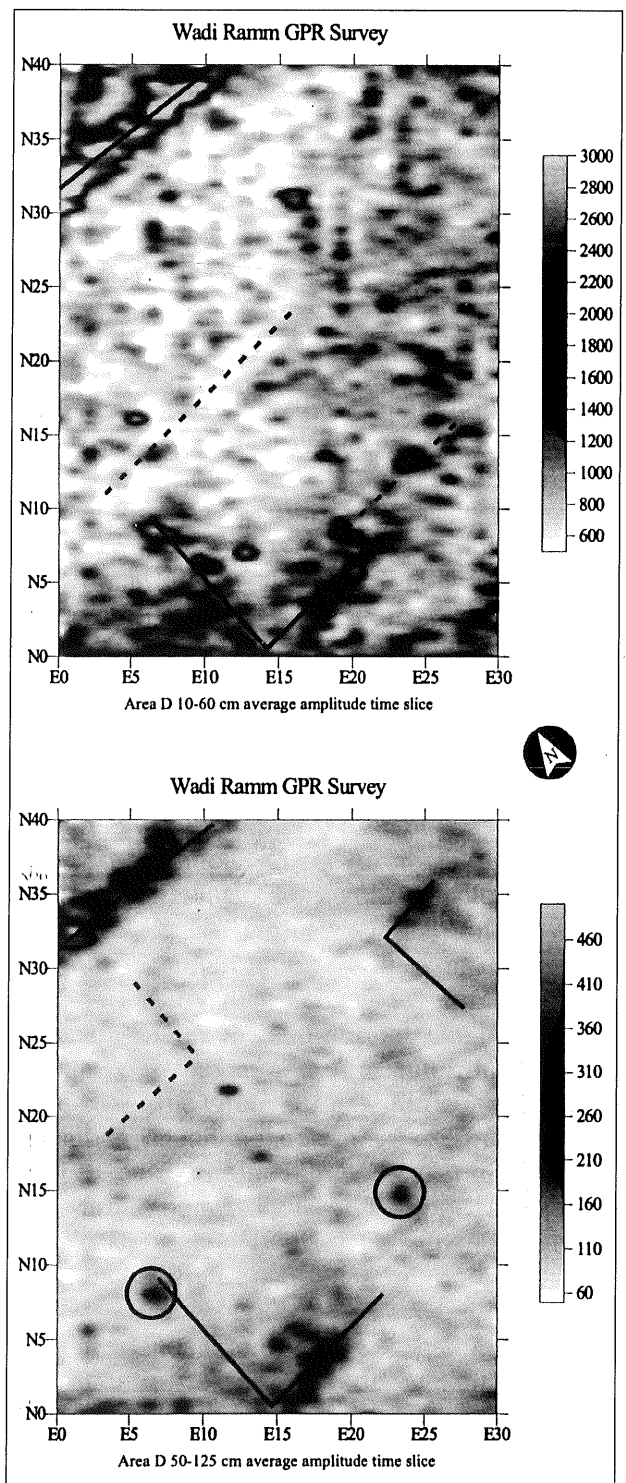 Wadi Ramm GPR Survey
N40
N35
N30
N25
N20
N15
N10
N5
N0
E0 E5 E10 E15 E20 E25 E30
3000
2800
2600
2400
2200
2000
1800
1600
1400
1200
1000
800
600
Area D 10-60 cm average amplitude time slice
N
Wadi Ramm GPR Survey
N40
N35
N30
N25
N20
N15
N10
N5
N0
E0 E5 E10 E15 E20 E25 E30
460
410
360
310
260
210
160
110
60
Area D 50-125 cm average amplitude time slice